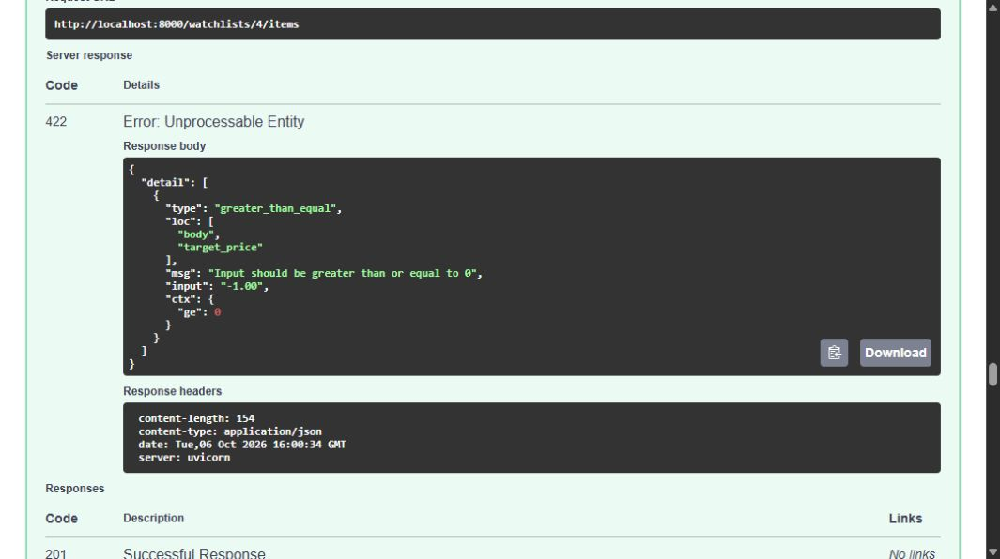 http://localhost:8000/watchlists/4/items
Server response
Code Details
422 Error: Unprocessable Entity
Response body
{
  "detail": [
    {
      "type": "greater_than_equal",
      "loc": [
        "body",
        "target_price"
      ],
      "msg": "Input should be greater than or equal to 0",
      "input": "-1.00",
      "ctx": {
        "ge": 0
      }
    }
  ]
}
Download
Response headers
content-length: 154
content-type: application/json
date: Tue,06 Oct 2026 16:00:34 GMT
server: uvicorn
Responses
Code Description Links
201 Successful Response No links